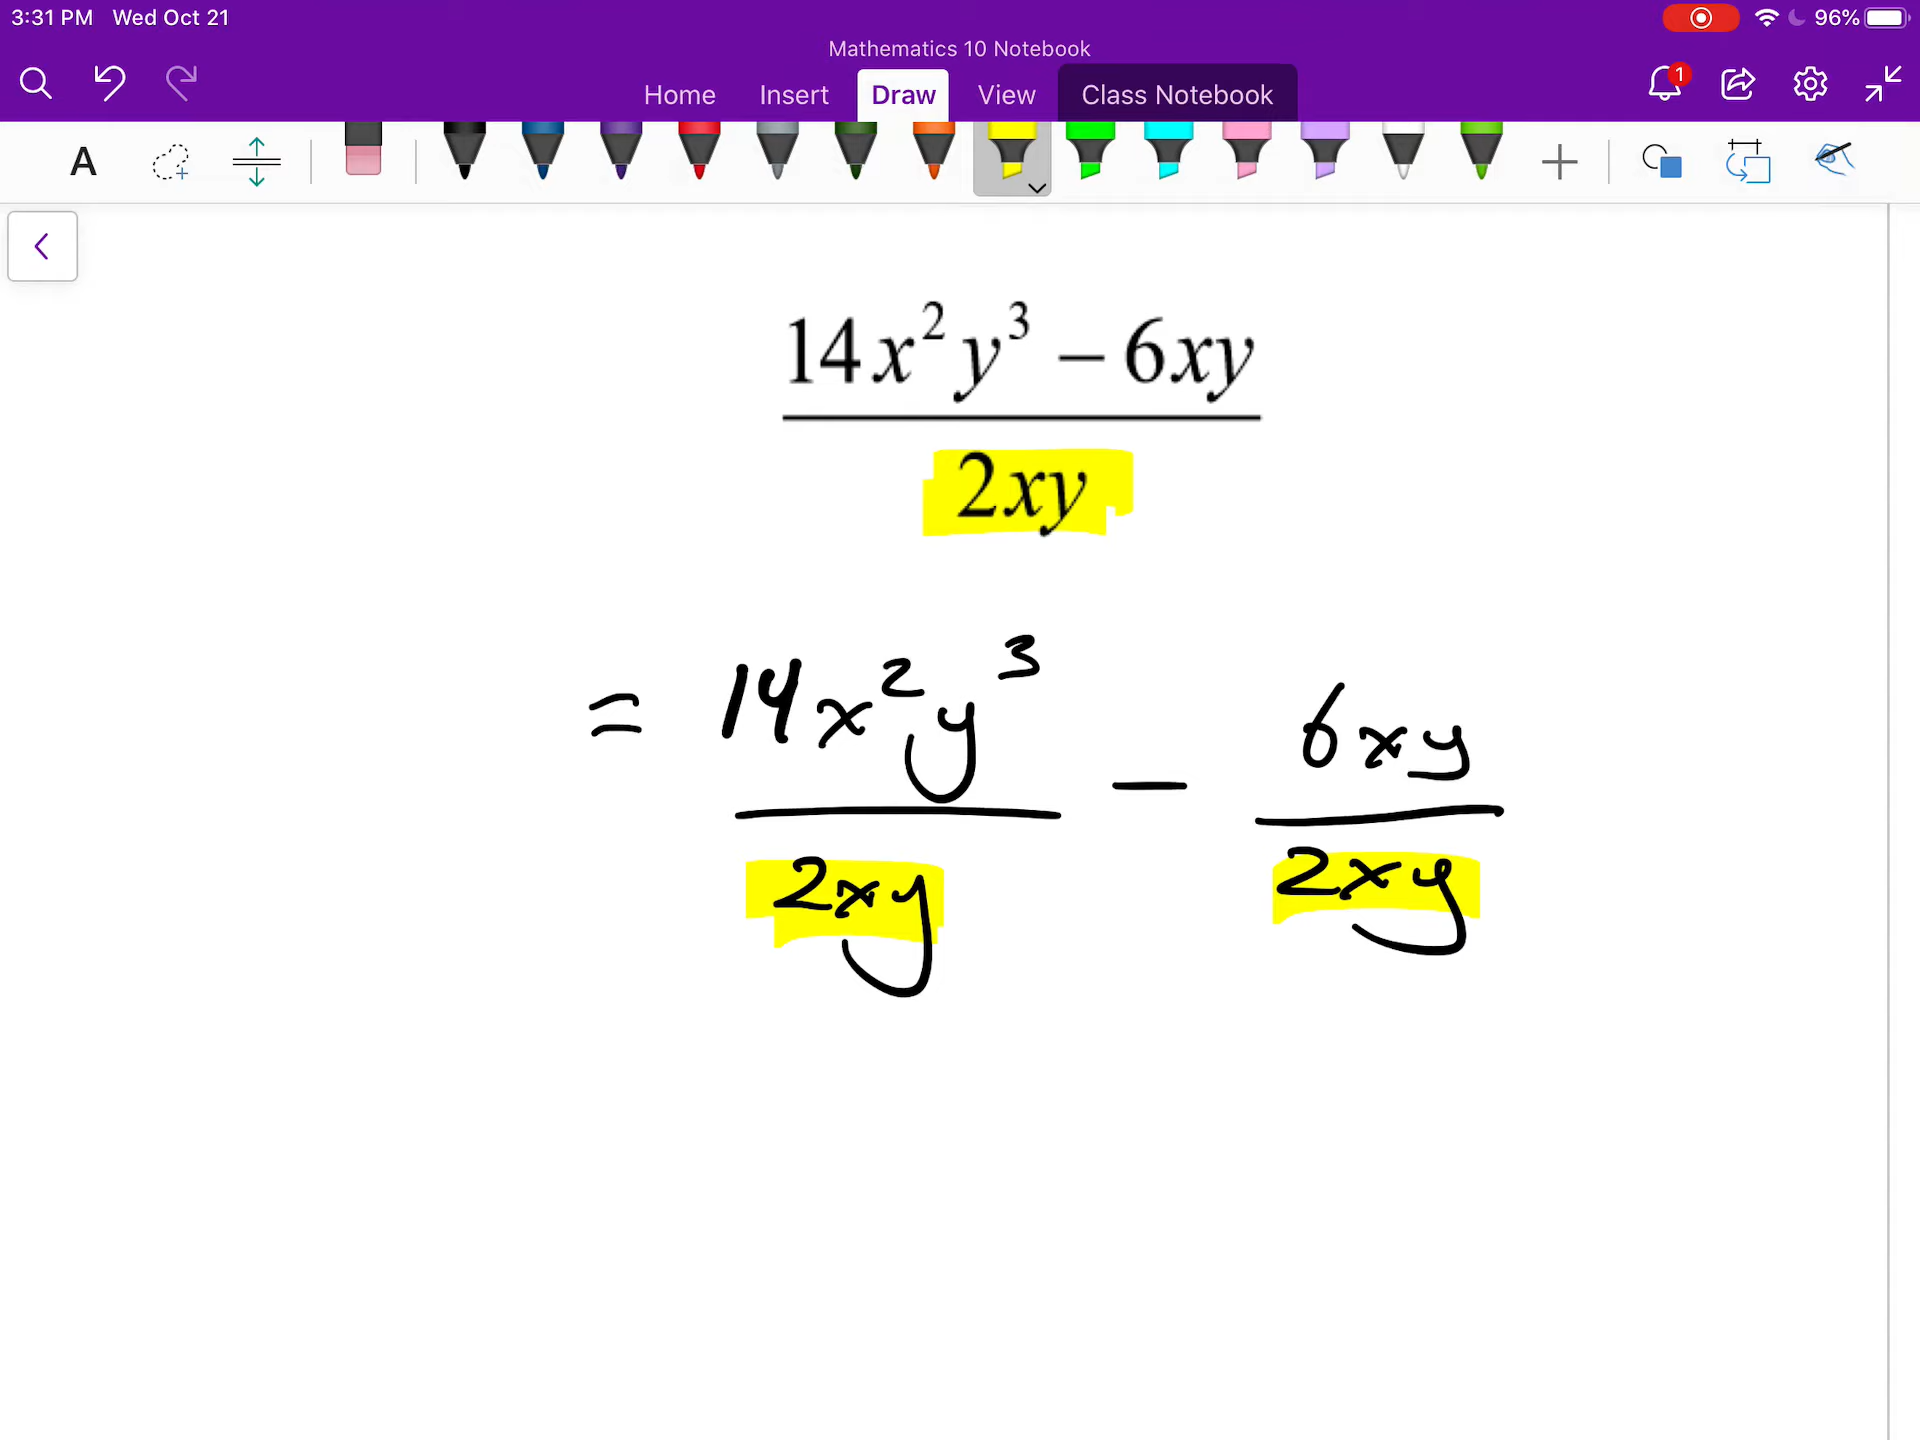 3:31 PM Wed Oct 21 96%
Mathematics 10 Notebook
Home Insert Draw View Class Notebook 1
A
14x²y³ – 6xy
2xy
= 14x²y³ – 6xy
2xy 2xy